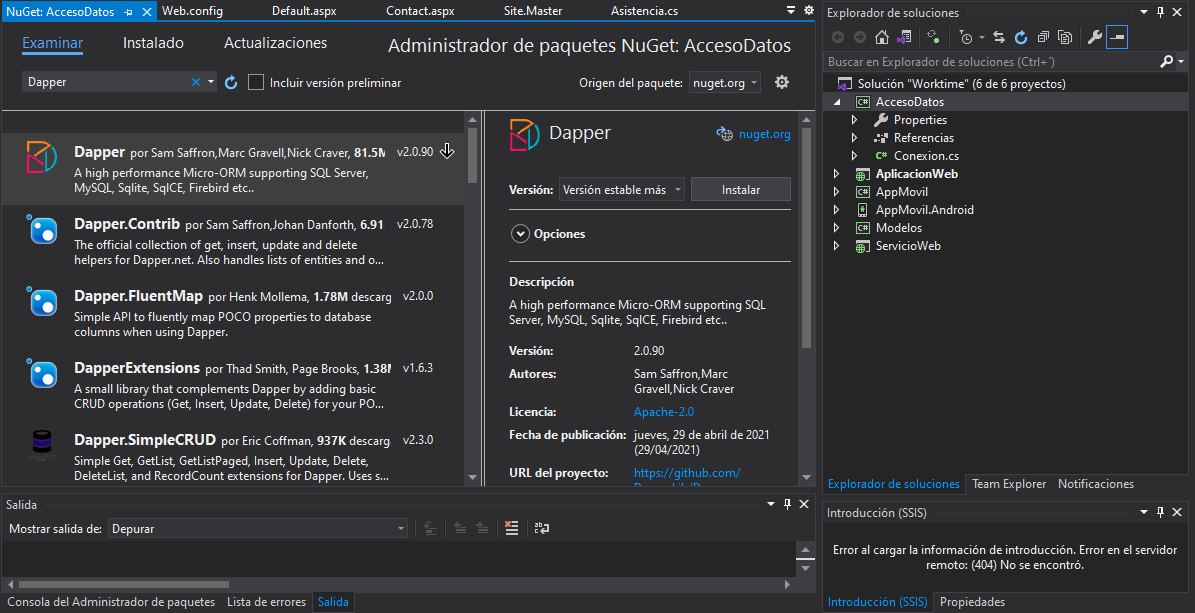 NuGet: AccesoDatos
Web.config
Default.aspx
Contact.aspx
Site.Master
Asistencia.cs
Examinar
Instalado
Actualizaciones
Administrador de paquetes NuGet: AccesoDatos
Dapper
Incluir versión preliminar
Origen del paquete:
nuget.org
Dapper por Sam Saffron,Marc Gravell,Nick Craver, 81.5M
v2.0.90
A high performance Micro-ORM supporting SQL Server,
MySQL, Sqlite, SqlCE, Firebird etc..
Dapper.Contrib por Sam Saffron,Johan Danforth, 6.91
v2.0.78
The official collection of get, insert, update and delete
helpers for Dapper.net. Also handles lists of entities and o...
Dapper.FluentMap por Henk Mollema, 1.78M descarg
v2.0.0
Simple API to fluently map POCO properties to database
columns when using Dapper.
DapperExtensions por Thad Smith, Page Brooks, 1.38M
v1.6.3
A small library that complements Dapper by adding basic
CRUD operations (Get, Insert, Update, Delete) for your PO...
Dapper.SimpleCRUD por Eric Coffman, 937K descarg
v2.3.0
Simple Get, GetList, GetListPaged, Insert, Update, Delete,
DeleteList, and RecordCount extensions for Dapper. Uses s...
Dapper
nuget.org
Versión:
Versión estable más
Instalar
Opciones
Descripción
A high performance Micro-ORM supporting SQL
Server, MySQL, Sqlite, SqlCE, Firebird etc..
Versión: 2.0.90
Autores: Sam Saffron,Marc
Gravell,Nick Craver
Licencia: Apache-2.0
Fecha de publicación: jueves, 29 de abril de 2021
(29/04/2021)
URL del proyecto: https://github.com/
Salida
Mostrar salida de:
Depurar
Consola del Administrador de paquetes
Lista de errores
Salida
Explorador de soluciones
Buscar en Explorador de soluciones (Ctrl+´)
Solución "Worktime" (6 de 6 proyectos)
AccesoDatos
Properties
Referencias
Conexion.cs
AplicacionWeb
AppMovil
AppMovil.Android
Modelos
ServicioWeb
Explorador de soluciones
Team Explorer
Notificaciones
Introducción (SSIS)
Error al cargar la información de introducción. Error en el servidor
remoto: (404) No se encontró.
Introducción (SSIS)
Propiedades